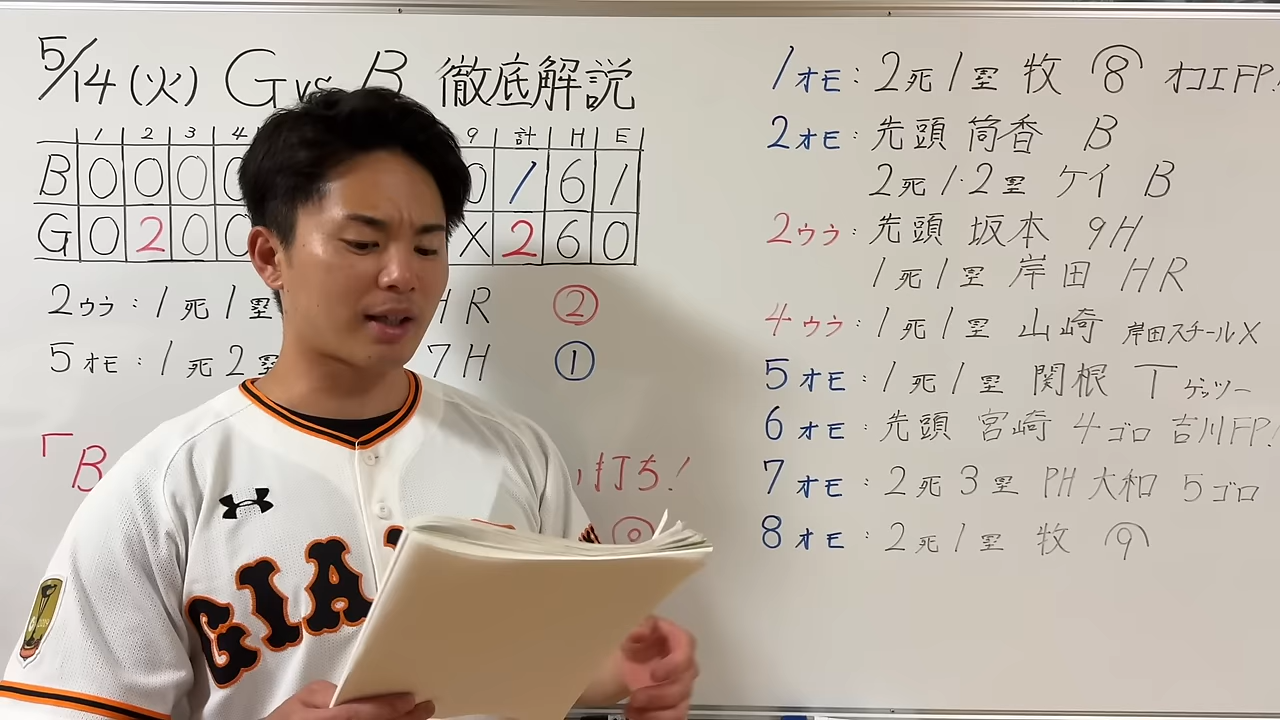 5/14(火) G vs B 徹底解説
1 2 3 4 9 計 H E
B 0 0 0 0 0 1 6 1
G 0 2 0 0 X 2 6 0
2ゥラ:1死1塁 HR ②
5オモ:1死2塁 7H ①
「B 打ち!
GIA
1オモ:2死1塁 牧 ⑧ オコエFP!
2オモ:先頭 筒香 B
2死1・2塁 ケイ B
2ゥラ:先頭 坂本 9H
1死1塁 岸田 HR
4ゥラ:1死1塁 山崎 岸田スチールX
5オモ:1死1塁 関根 T ゲッツー
6オモ:先頭 宮崎 4ゴロ 吉川FP!
7オモ:2死3塁 PH 大和 5ゴロ
8オモ:2死1塁 牧 ⑨